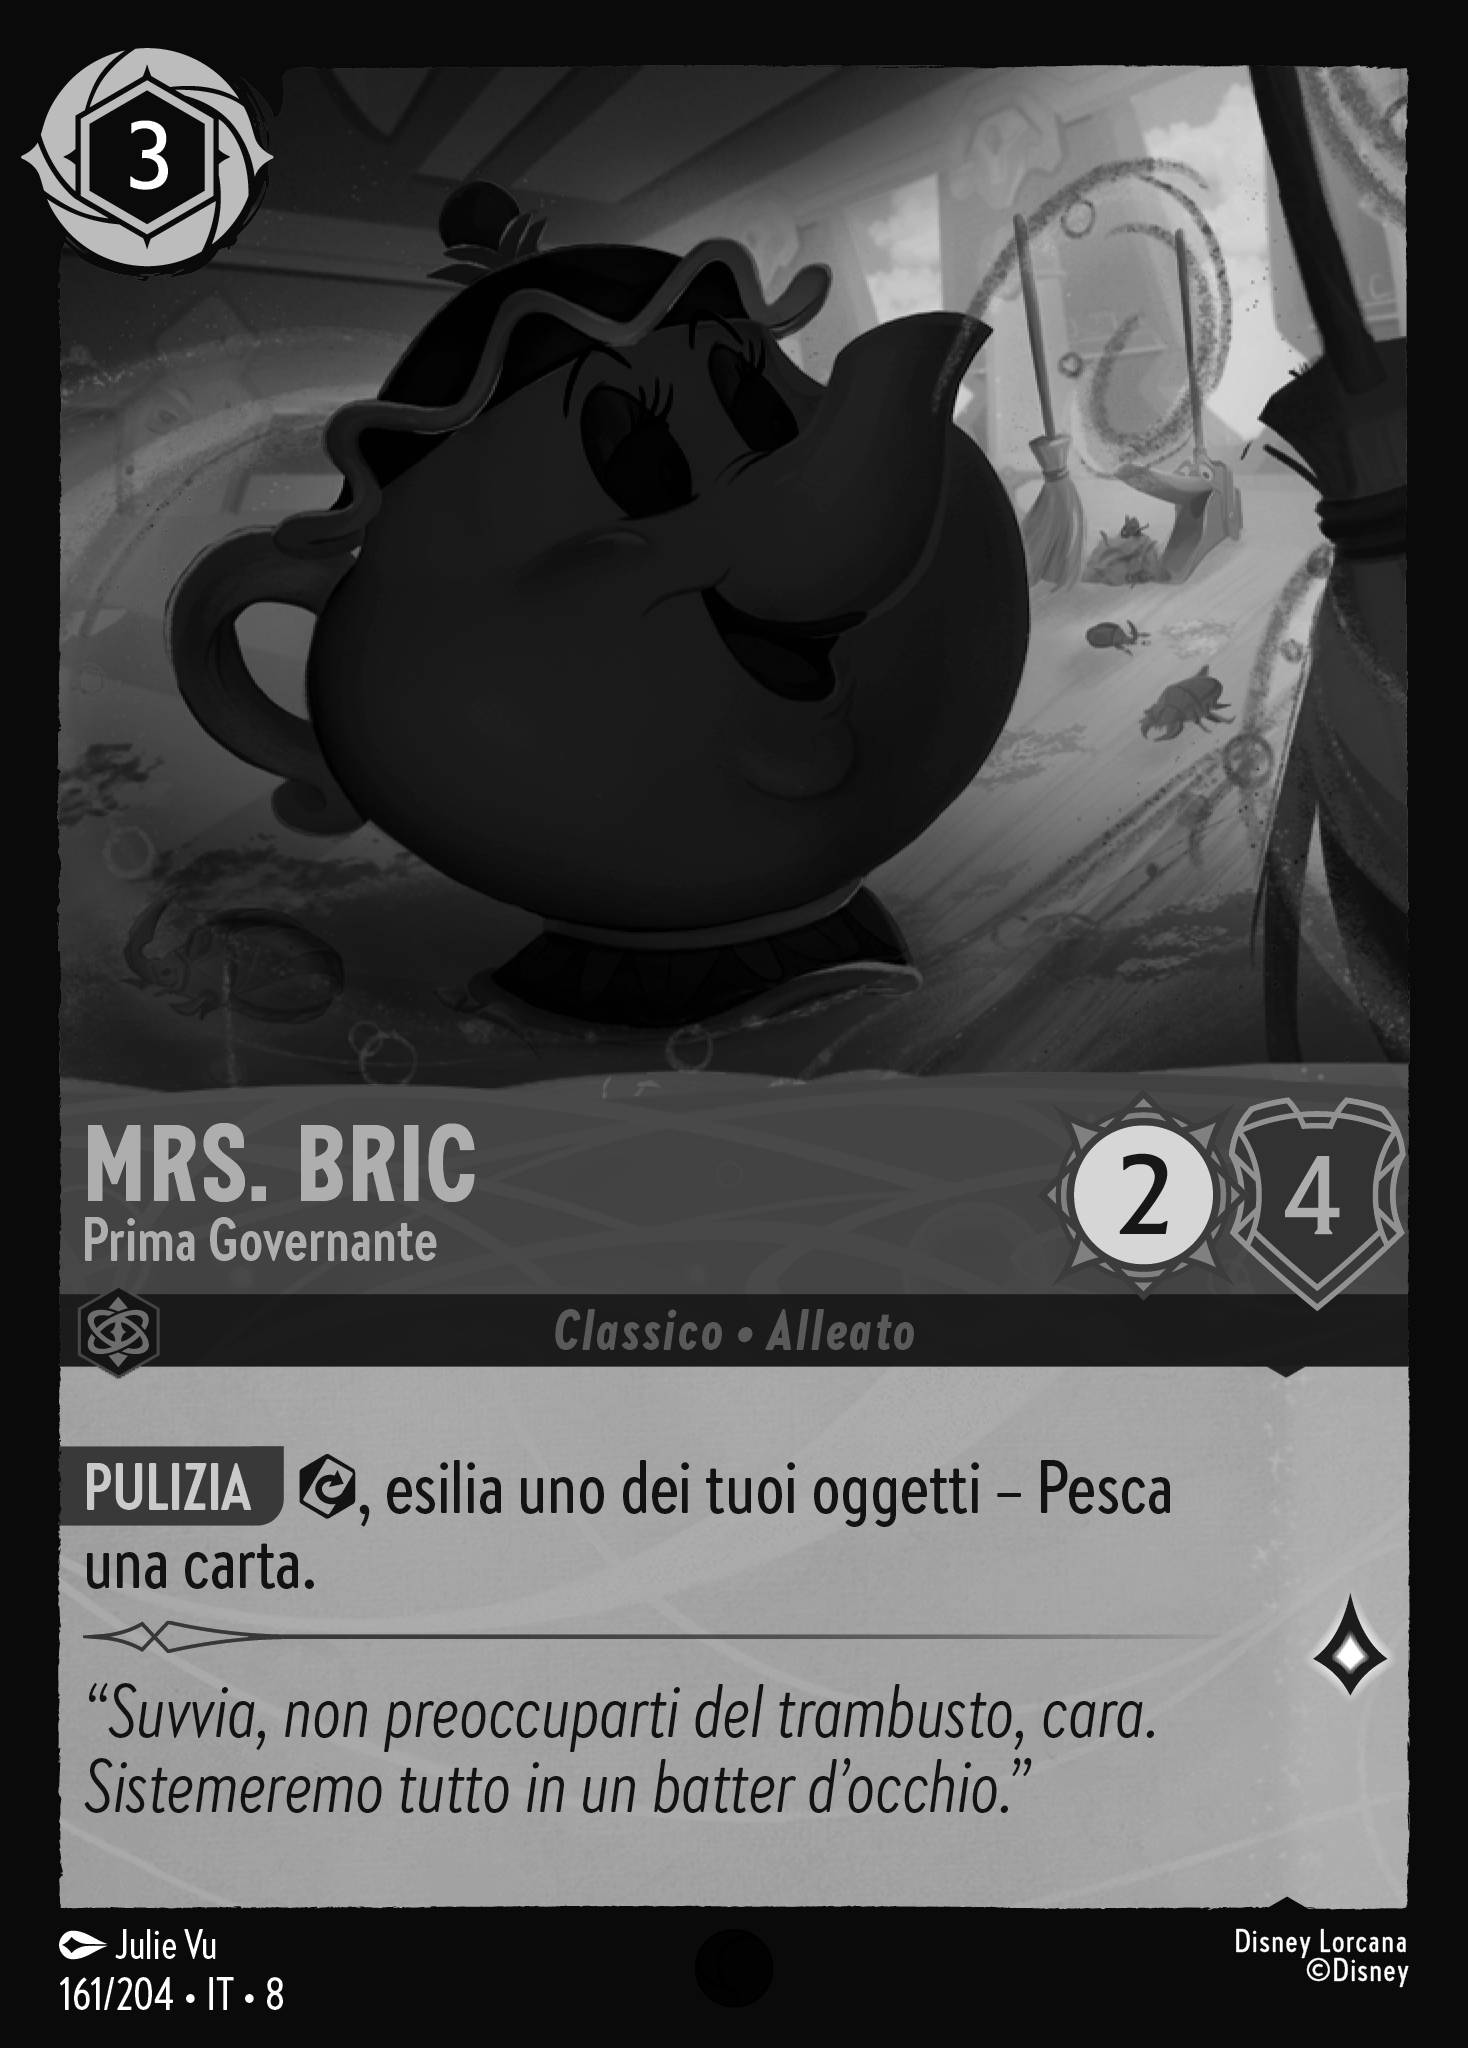 3
MRS. BRIC
Prima Governante
2
4
Classico • Alleato
PULIZIA , esilia uno dei tuoi oggetti – Pesca
una carta.
“Suvvia, non preoccuparti del trambusto, cara.
Sistemeremo tutto in un batter d’occhio.”
Julie Vu
161/204 • IT • 8
Disney Lorcana
©Disney